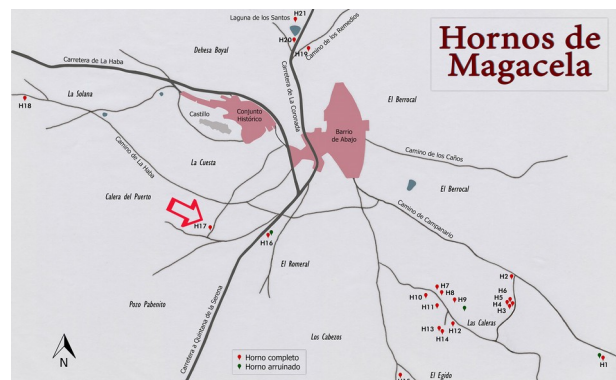 Hornos de
Magacela
H21
Laguna de los Santos
H20
H19
Camino de los Remedios
Dehesa Boyal
Carretera de La Haba
Carretera de La Coronada
La Solana
H18
Castillo
Conjunto
Histórico
Barrio
de Abajo
El Berrocal
Camino de La Haba
La Cuesta
Camino de los Caños
Calera del Puerto
El Berrocal
H17
H16
Camino de Campanario
El Romeral
H2
H7
H8
H6
H10
H9
H5
H4
H3
H11
Pozo Pabenito
Carretera a Quintana de la Serena
H13
H12
Las Caleras
H14
Los Cabezos
N
Horno completo
Horno arruinado
H1
El Egido